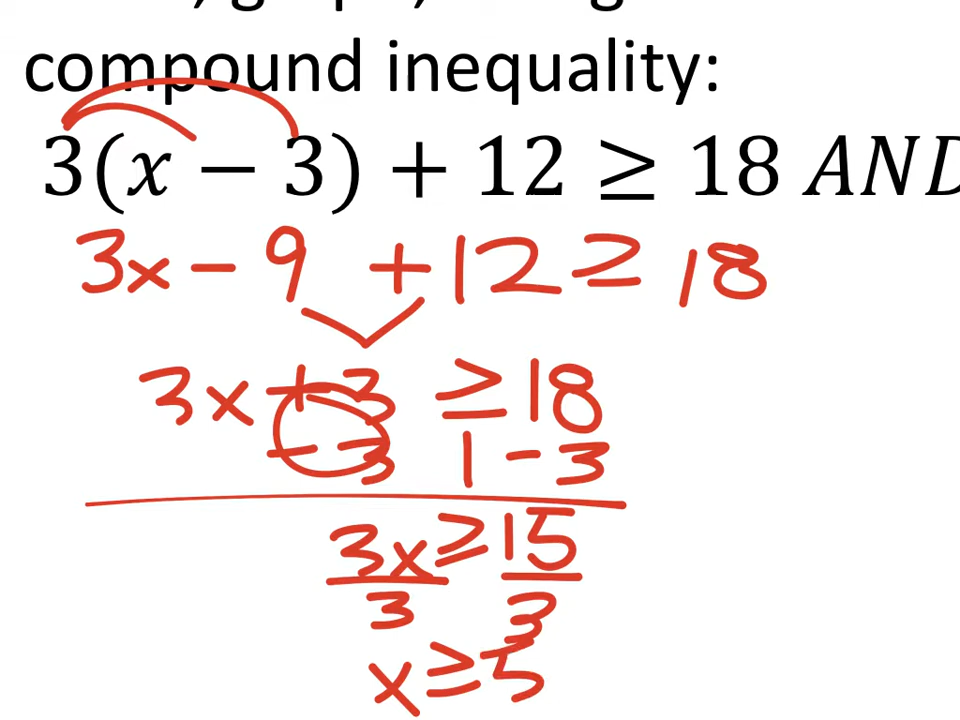 compound inequality:
3(x − 3) + 12 ≥ 18 AND
3x − 9 + 12 ≥ 18
3x + 3 ≥ 18
− 3 | − 3
3x ≥ 15
3 3
x ≥ 5